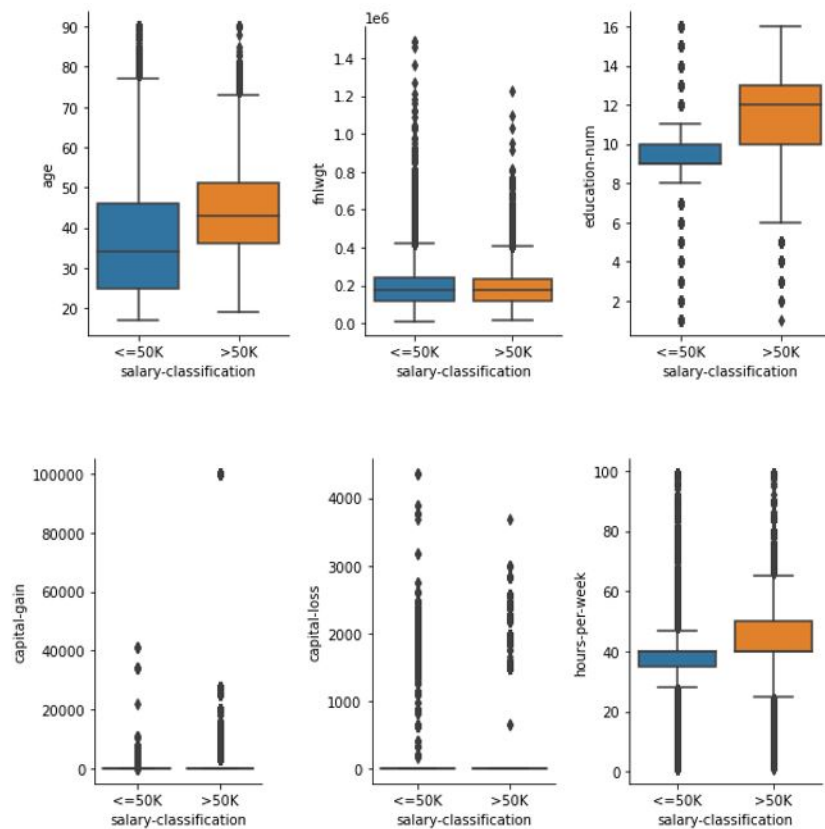 90
80
70
60
50
40
30
20
age
<=50K >50K
salary-classification
1e6
1.4
1.2
1.0
0.8
0.6
0.4
0.2
0.0
fnlwgt
<=50K >50K
salary-classification
16
14
12
10
8
6
4
2
education-num
<=50K >50K
salary-classification
100000
80000
60000
40000
20000
0
capital-gain
<=50K >50K
salary-classification
4000
3000
2000
1000
0
capital-loss
<=50K >50K
salary-classification
100
80
60
40
20
0
hours-per-week
<=50K >50K
salary-classification